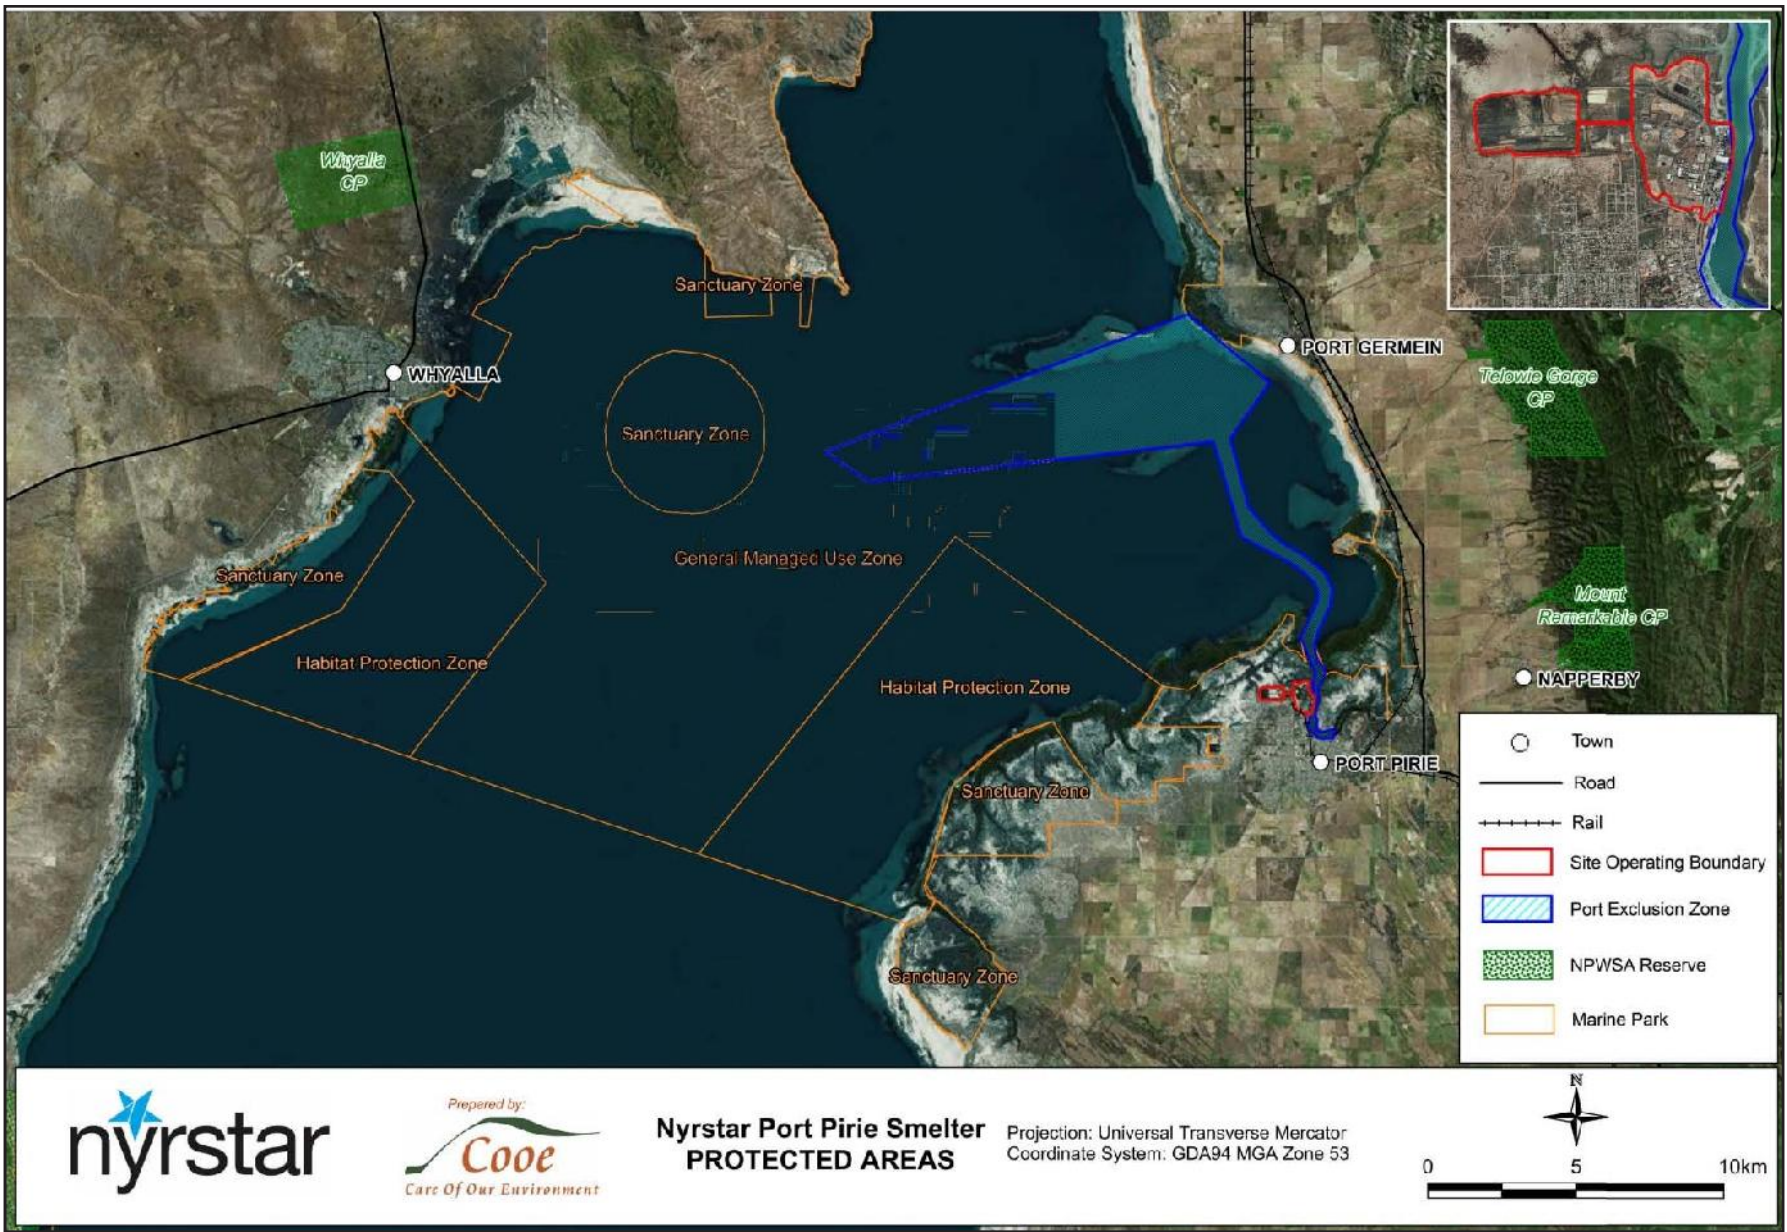 Whyalla
CP
Sanctuary Zone
WHYALLA
Sanctuary Zone
PORT GERMEIN
Telowie Gorge
CP
General Managed Use Zone
Sanctuary Zone
Mount
Remarkable CP
Habitat Protection Zone
Habitat Protection Zone
NAPPERBY
PORT PIRIE
Sanctuary Zone
Sanctuary Zone
Town
Road
Rail
Site Operating Boundary
Port Exclusion Zone
NPWSA Reserve
Marine Park
nyrstar
Prepared by:
Cooe
Care Of Our Environment
Nyrstar Port Pirie Smelter
PROTECTED AREAS
Projection: Universal Transverse Mercator
Coordinate System: GDA94 MGA Zone 53
N
0 5 10km